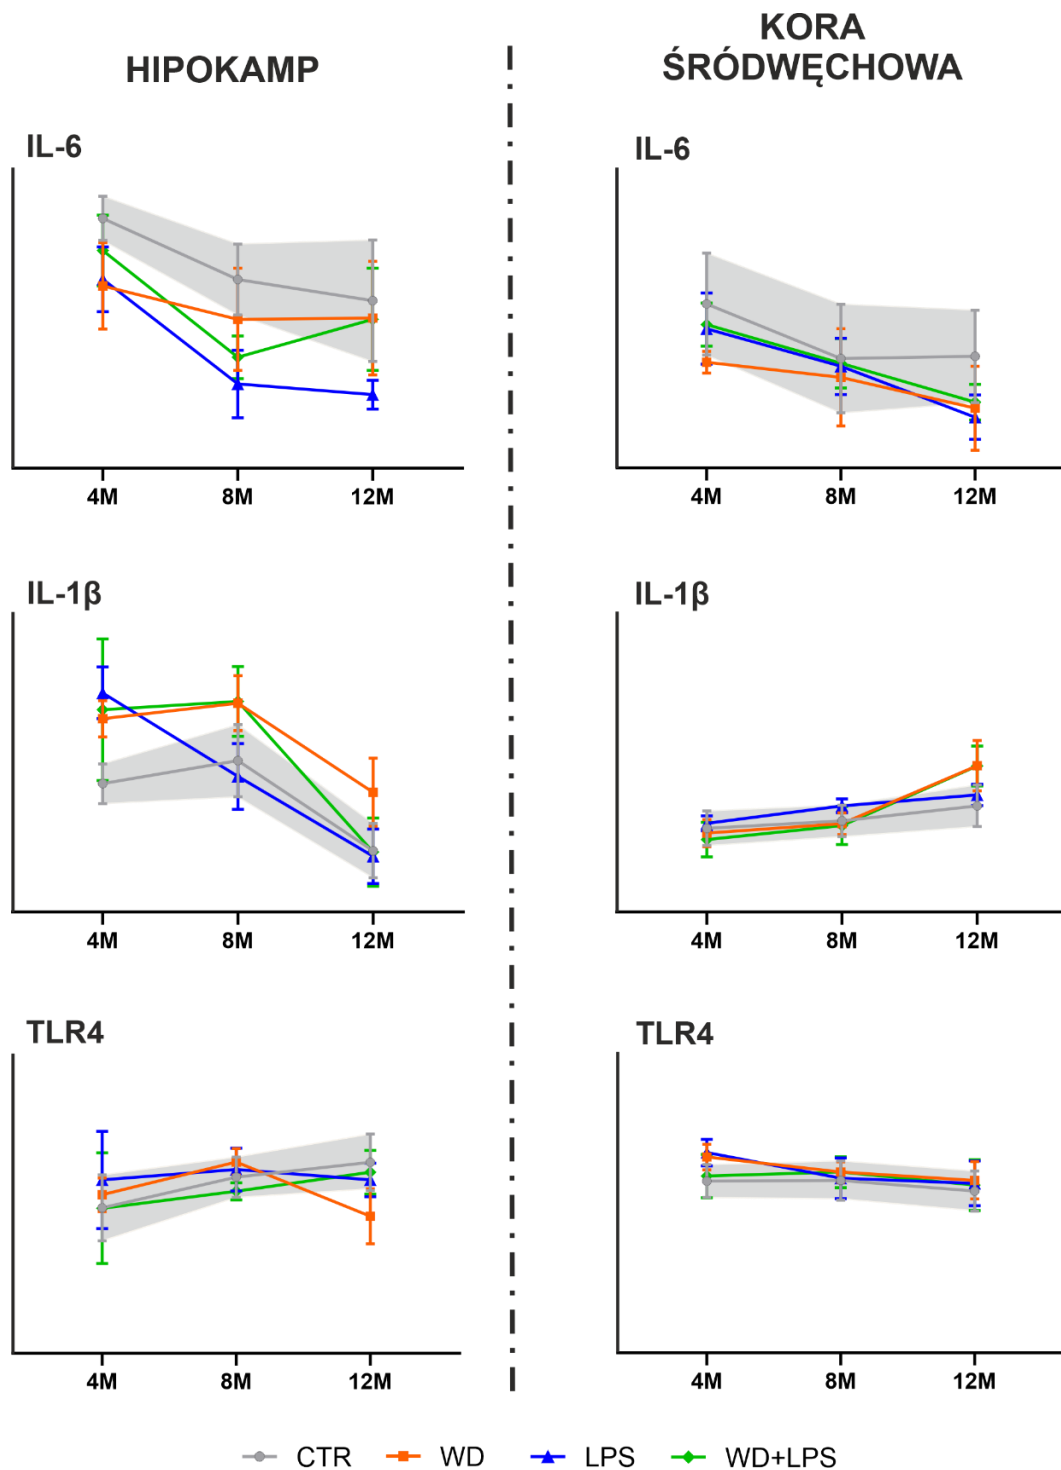 HIPOKAMP
KORA
ŚRÓDWĘCHOWA
IL-6
4M 8M 12M
IL-6
4M 8M 12M
IL-1β
4M 8M 12M
IL-1β
4M 8M 12M
TLR4
4M 8M 12M
TLR4
4M 8M 12M
CTR WD LPS WD+LPS